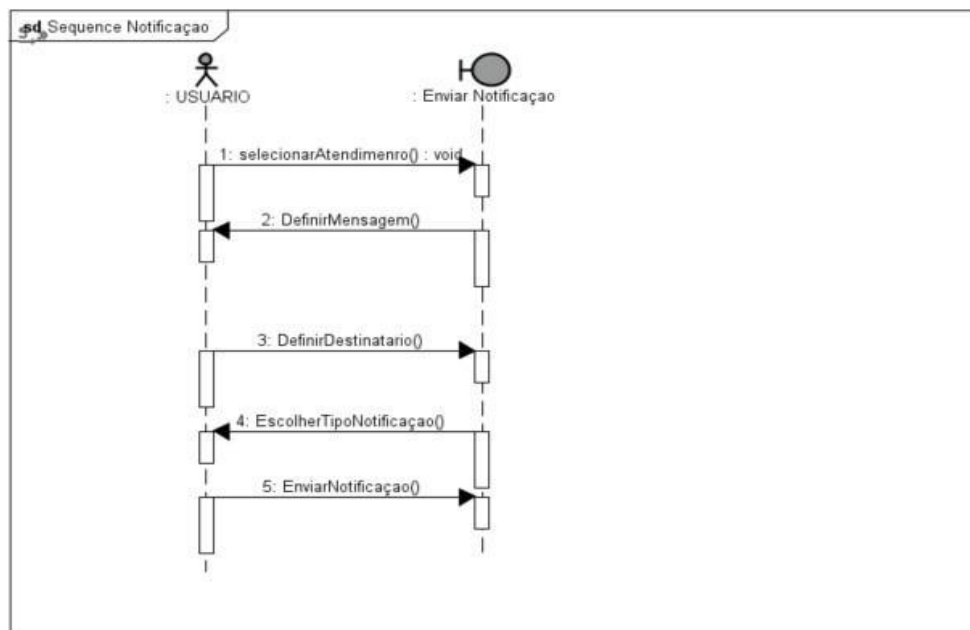 sd Sequence Notificaçao
: USUARIO
: Enviar Notificaçao
1: selecionarAtendimenro() : void
2: DefinirMensagem()
3: DefinirDestinatario()
4: EscolherTipoNotificaçao()
5: EnviarNotificaçao()